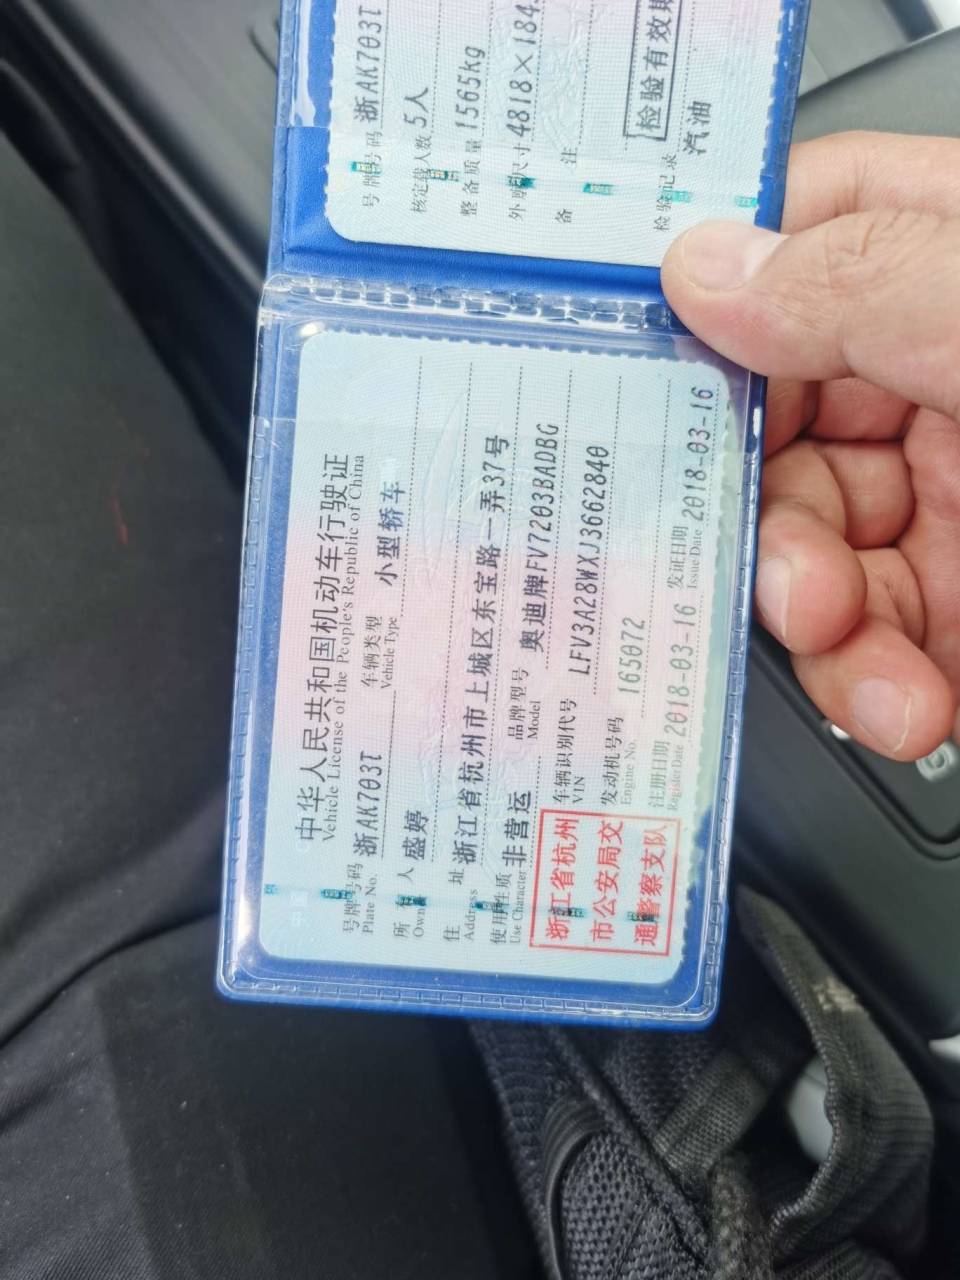 中华人民共和国机动车行驶证
Vehicle License of the People's Republic of China
号牌号码 浙AK703T 车辆类型 小型轿车
Plate No. Vehicle Type
所有人 盛婷
Owner
住址 浙江省杭州市上城区东宝路一弄37号
Address
使用性质 非营运 品牌型号 奥迪牌FV7203BADBG
Use Character Model
浙江省杭州
市公安局交
通警察支队
车辆识别代号 LFV3A28WXJ3662840
VIN
发动机号码 165072
Engine No.
注册日期 2018-03-16 发证日期 2018-03-16
Register Date Issue Date
号牌号码 浙AK703T
核定载人数 5人
整备质量 1565kg
外廓尺寸 4818×184
备注
检验记录
检验有效期
汽油